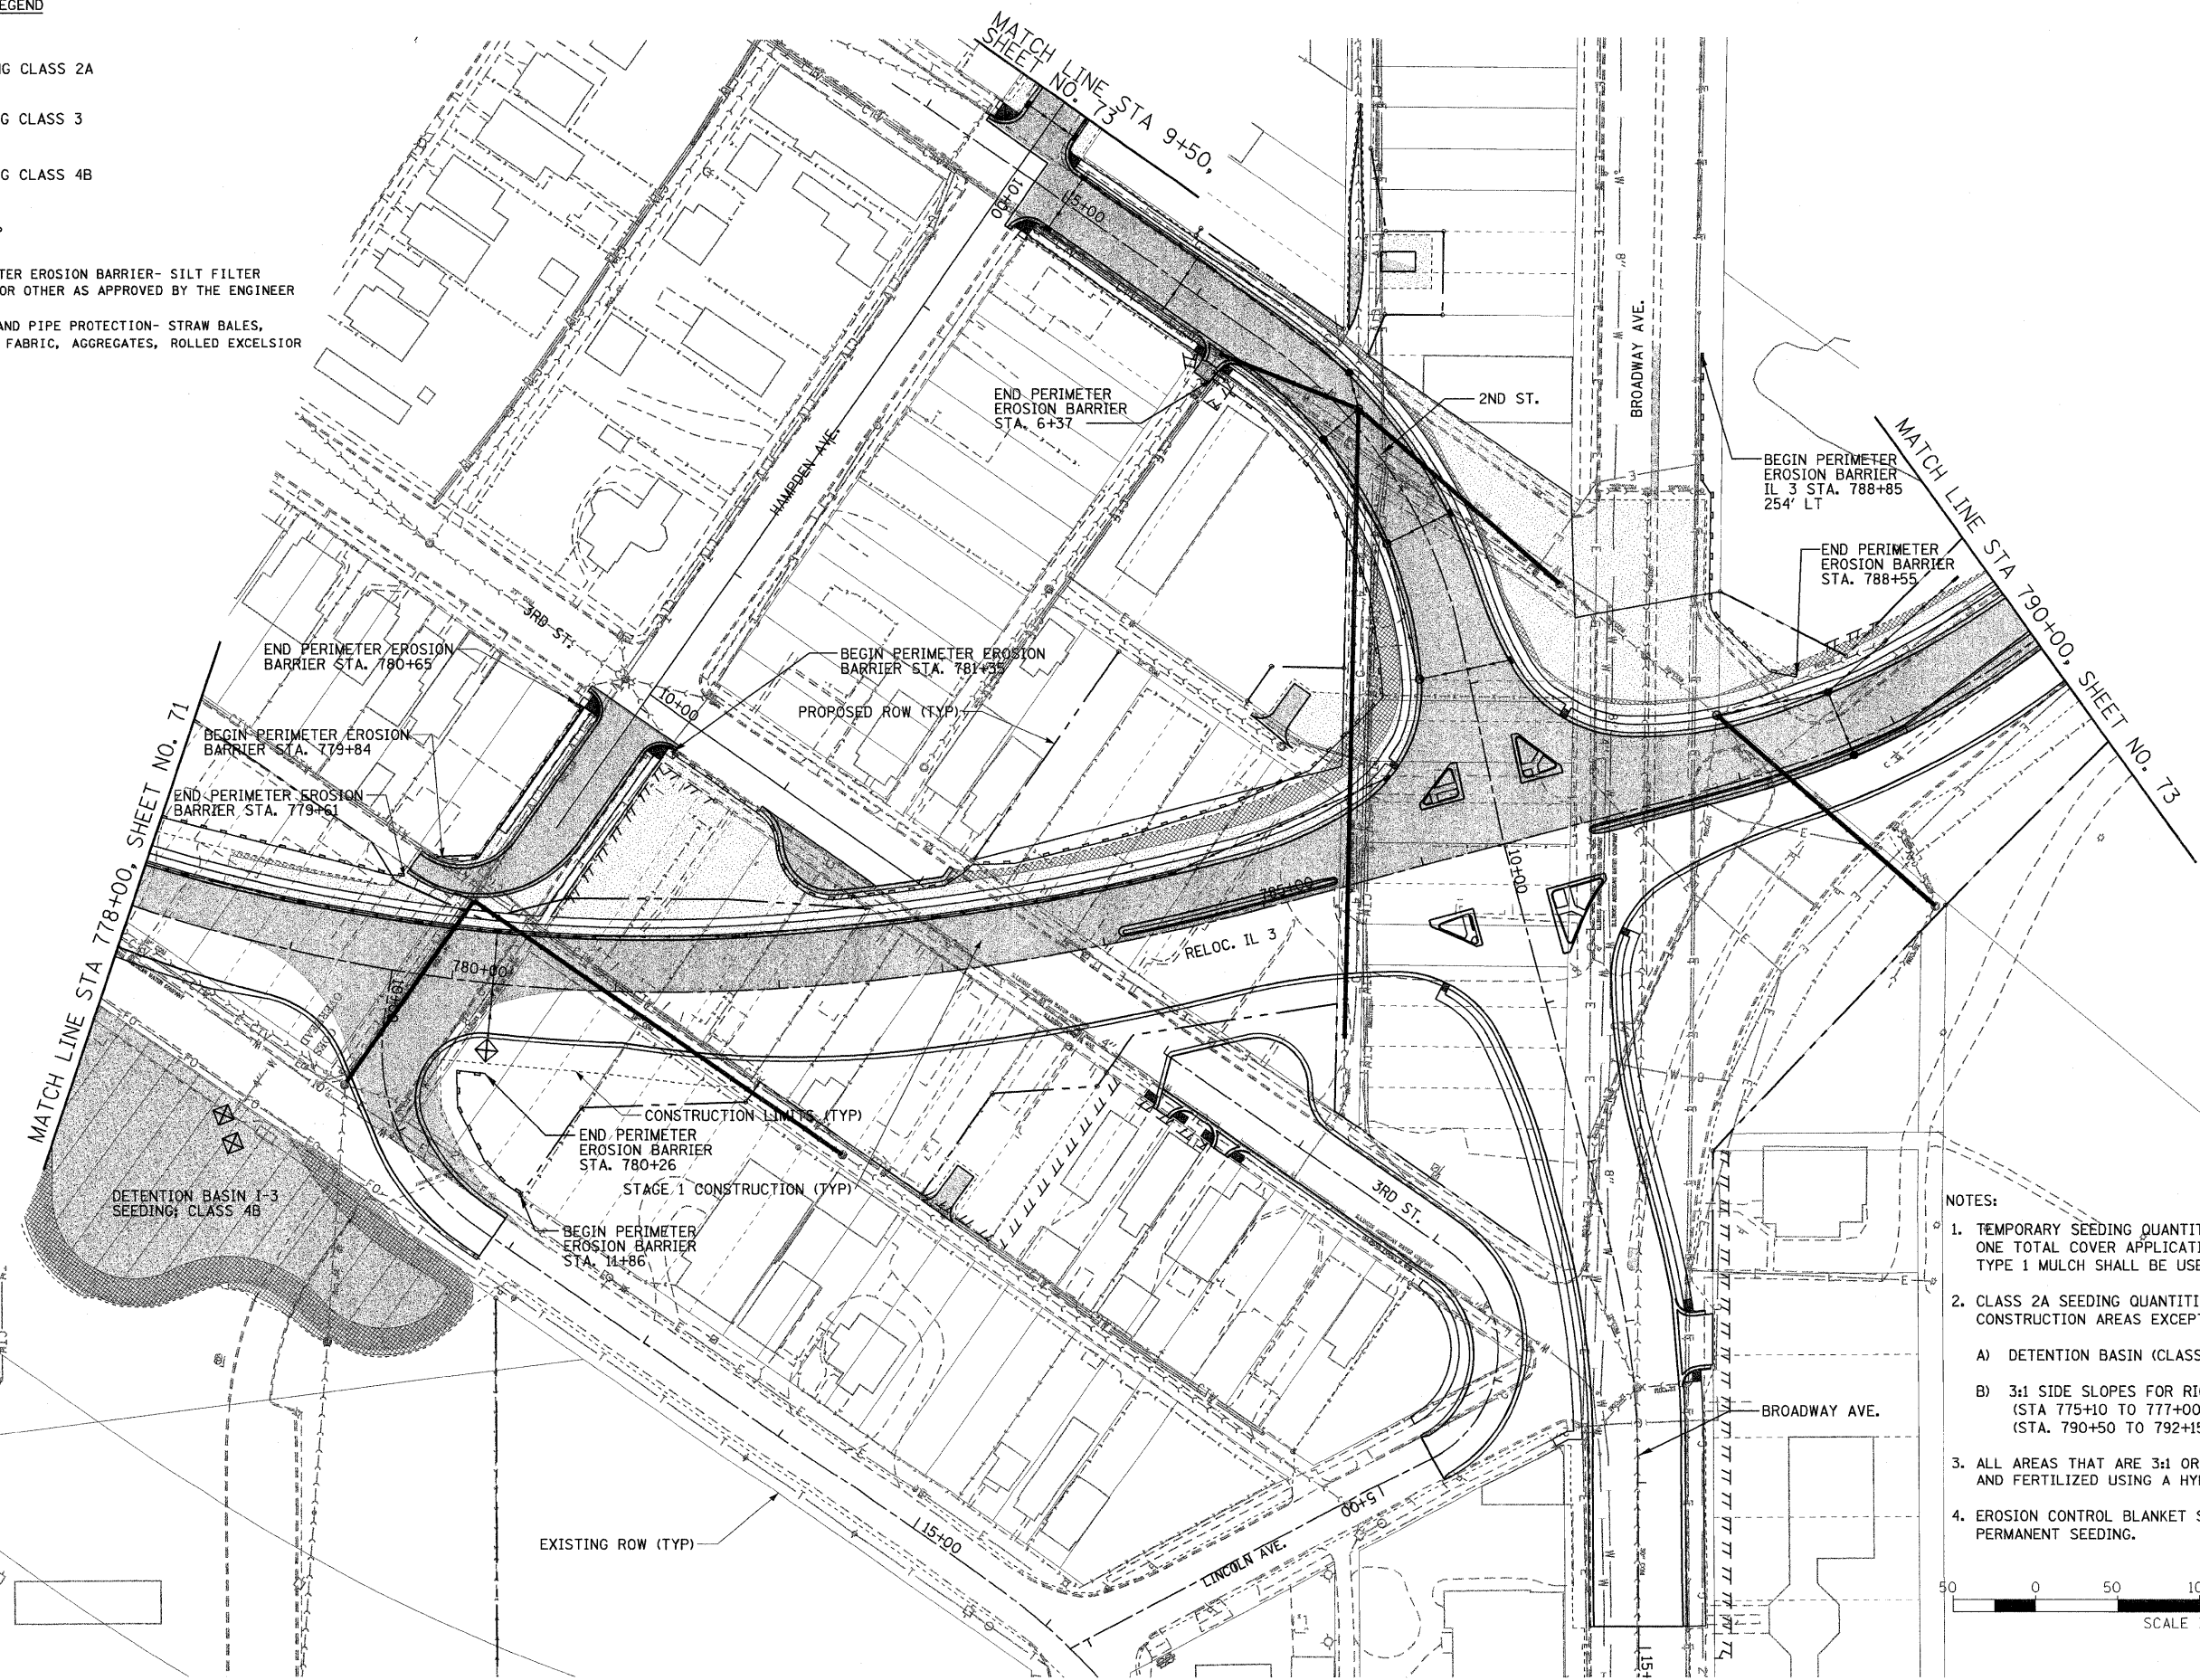 EGEND
G CLASS 2A
G CLASS 3
G CLASS 4B
TER EROSION BARRIER- SILT FILTER
OR OTHER AS APPROVED BY THE ENGINEER
AND PIPE PROTECTION- STRAW BALES,
FABRIC, AGGREGATES, ROLLED EXCELSIOR
MATCH LINE STA 9+50,
SHEET NO. 73
10+00
15+00
HAMPDEN AVE.
END PERIMETER
EROSION BARRIER
STA. 6+37
2ND ST.
BROADWAY AVE.
8"
BEGIN PERIMETER
EROSION BARRIER
IL 3 STA. 788+85
254' LT
END PERIMETER
EROSION BARRIER
STA. 788+55
MATCH LINE STA 790+00, SHEET NO. 73
3RD ST.
END PERIMETER EROSION
BARRIER STA. 780+65
BEGIN PERIMETER EROSION
BARRIER STA. 781+35
10+00
PROPOSED ROW (TYP)
BEGIN PERIMETER EROSION
BARRIER STA. 779+84
END PERIMETER EROSION
BARRIER STA. 779+61
MATCH LINE STA 778+00, SHEET NO. 71
780+00
785+00
RELOC. IL 3
10+00
CONSTRUCTION LIMITS (TYP)
END PERIMETER
EROSION BARRIER
STA. 780+26
STAGE 1 CONSTRUCTION (TYP)
BEGIN PERIMETER
EROSION BARRIER
STA. 11+86
DETENTION BASIN I-3
SEEDING, CLASS 4B
3RD ST.
8"
BROADWAY AVE.
EXISTING ROW (TYP)
15+00
15+00
LINCOLN AVE.
15+
NOTES:
1. TEMPORARY SEEDING QUANTIT
ONE TOTAL COVER APPLICATI
TYPE 1 MULCH SHALL BE USE
2. CLASS 2A SEEDING QUANTITI
CONSTRUCTION AREAS EXCEP
A) DETENTION BASIN (CLASS
B) 3:1 SIDE SLOPES FOR RI
(STA 775+10 TO 777+00
(STA. 790+50 TO 792+15
3. ALL AREAS THAT ARE 3:1 OR
AND FERTILIZED USING A HY
4. EROSION CONTROL BLANKET S
PERMANENT SEEDING.
50 0 50 10
SCALE